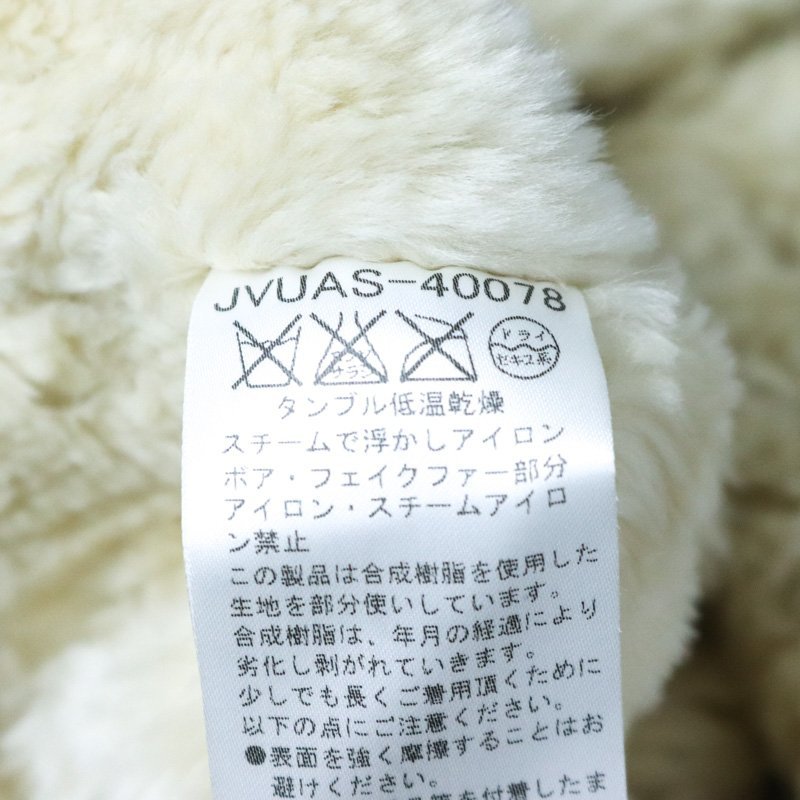 JVUAS-40078
ドライ
セキユ系
タンブル低温乾燥
スチームで浮かしアイロン
ボア・フェイクファー部分
アイロン・スチームアイロ
ン禁止
この製品は合成樹脂を使用した
生地を部分使いしています。
合成樹脂は、年月の経過により
劣化し剥がれていきます。
少しでも長くご着用頂くために
以下の点にご注意ください。
●表面を強く摩擦することはお
避けください。
を付着したま